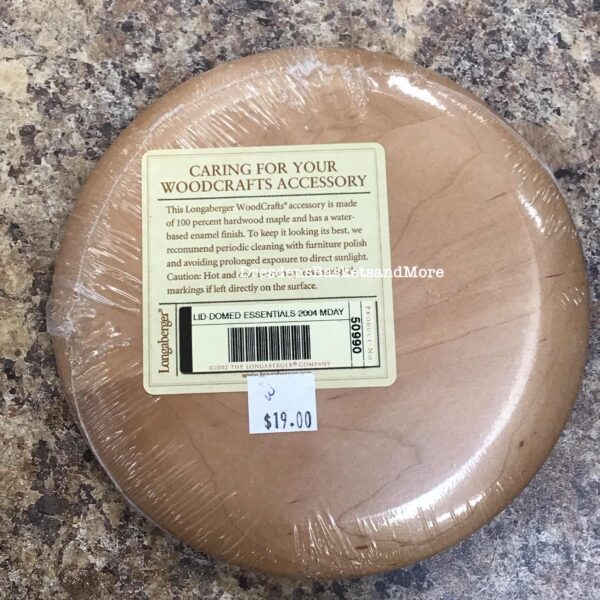 CARING FOR YOUR
WOODCRAFTS ACCESSORY
This Longaberger WoodCrafts® accessory is made
of 100 percent hardwood maple and has a water-
based enamel finish. To keep it looking its best, we
recommend periodic cleaning with furniture polish
and avoiding prolonged exposure to direct sunlight.
Caution: Hot and
DresdensBasketsandMore
markings if left directly on the surface.
Longaberger®
LID-DOMED-ESSENTIALS-2004 MDAY
50990
PRODUCT NO.
©2002 THE LONGABERGER® COMPANY
$19.00